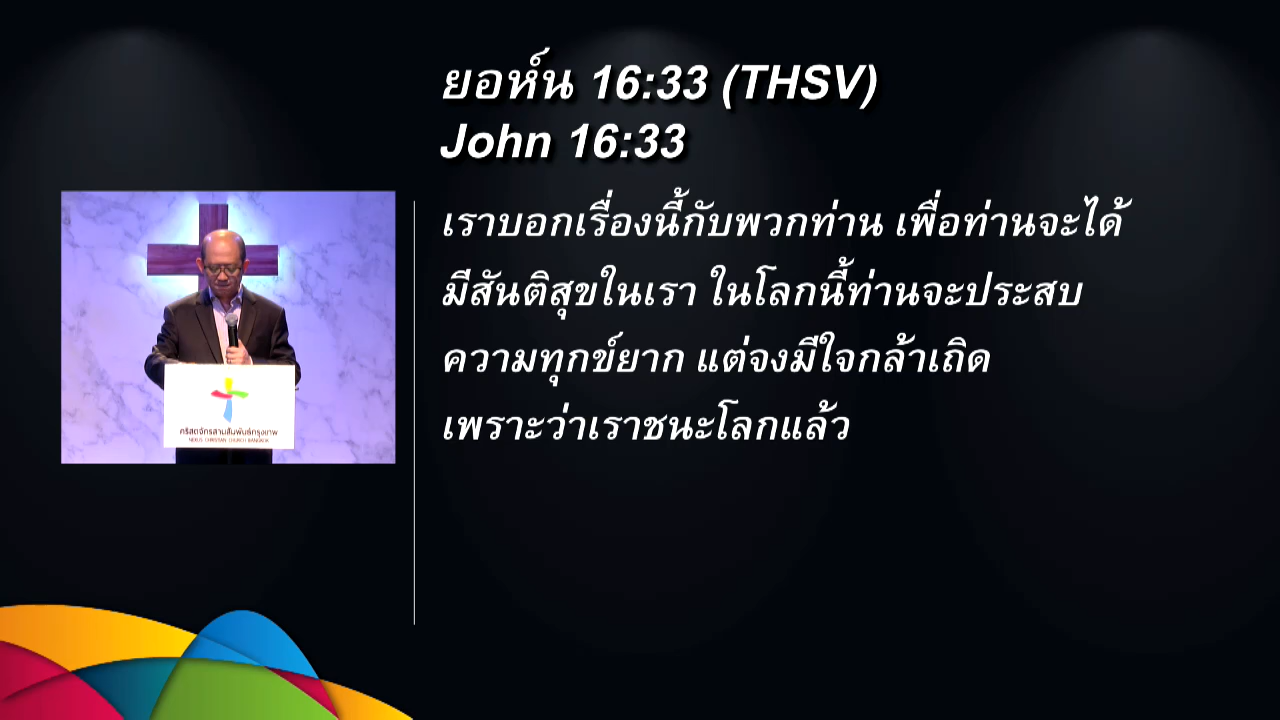 ยอห์น 16:33 (THSV)
John 16:33
เราบอกเรื่องนี้กับพวกท่าน เพื่อท่านจะได้
มีสันติสุขในเรา ในโลกนี้ท่านจะประสบ
ความทุกข์ยาก แต่จงมีใจกล้าเถิด
เพราะว่าเราชนะโลกแล้ว
คริสตจักรสานสัมพันธ์กรุงเทพ
NEXUS CHRISTIAN CHURCH BANGKOK